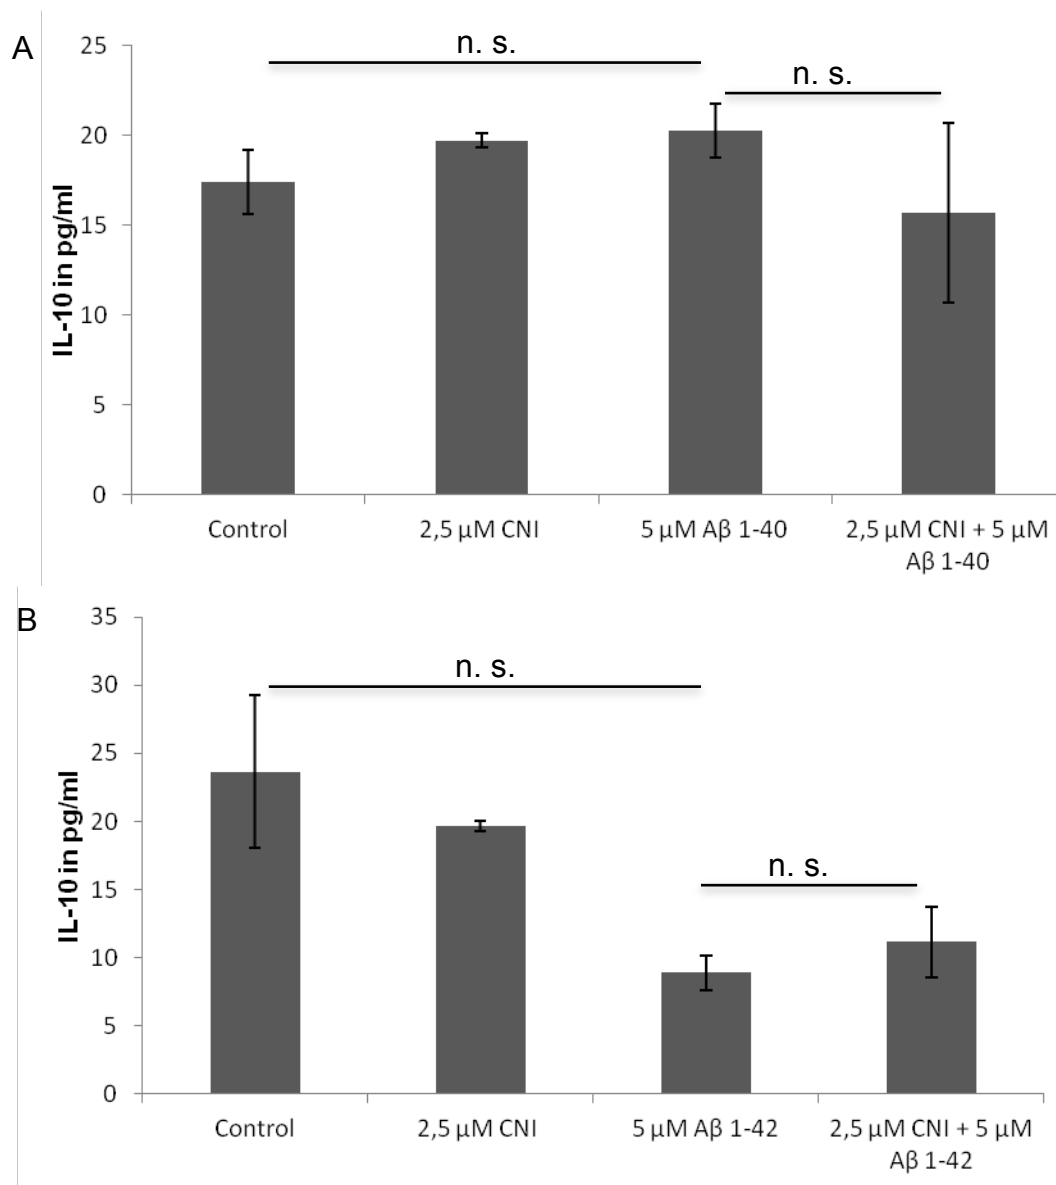 A
n. s.
n. s.
25
20
15
10
5
0
IL-10 in pg/ml
Control
2,5 µM CNI
5 µM Aβ 1-40
2,5 µM CNI + 5 µM
Aβ 1-40
B
n. s.
n. s.
35
30
25
20
15
10
5
0
IL-10 in pg/ml
Control
2,5 µM CNI
5 µM Aβ 1-42
2,5 µM CNI + 5 µM
Aβ 1-42